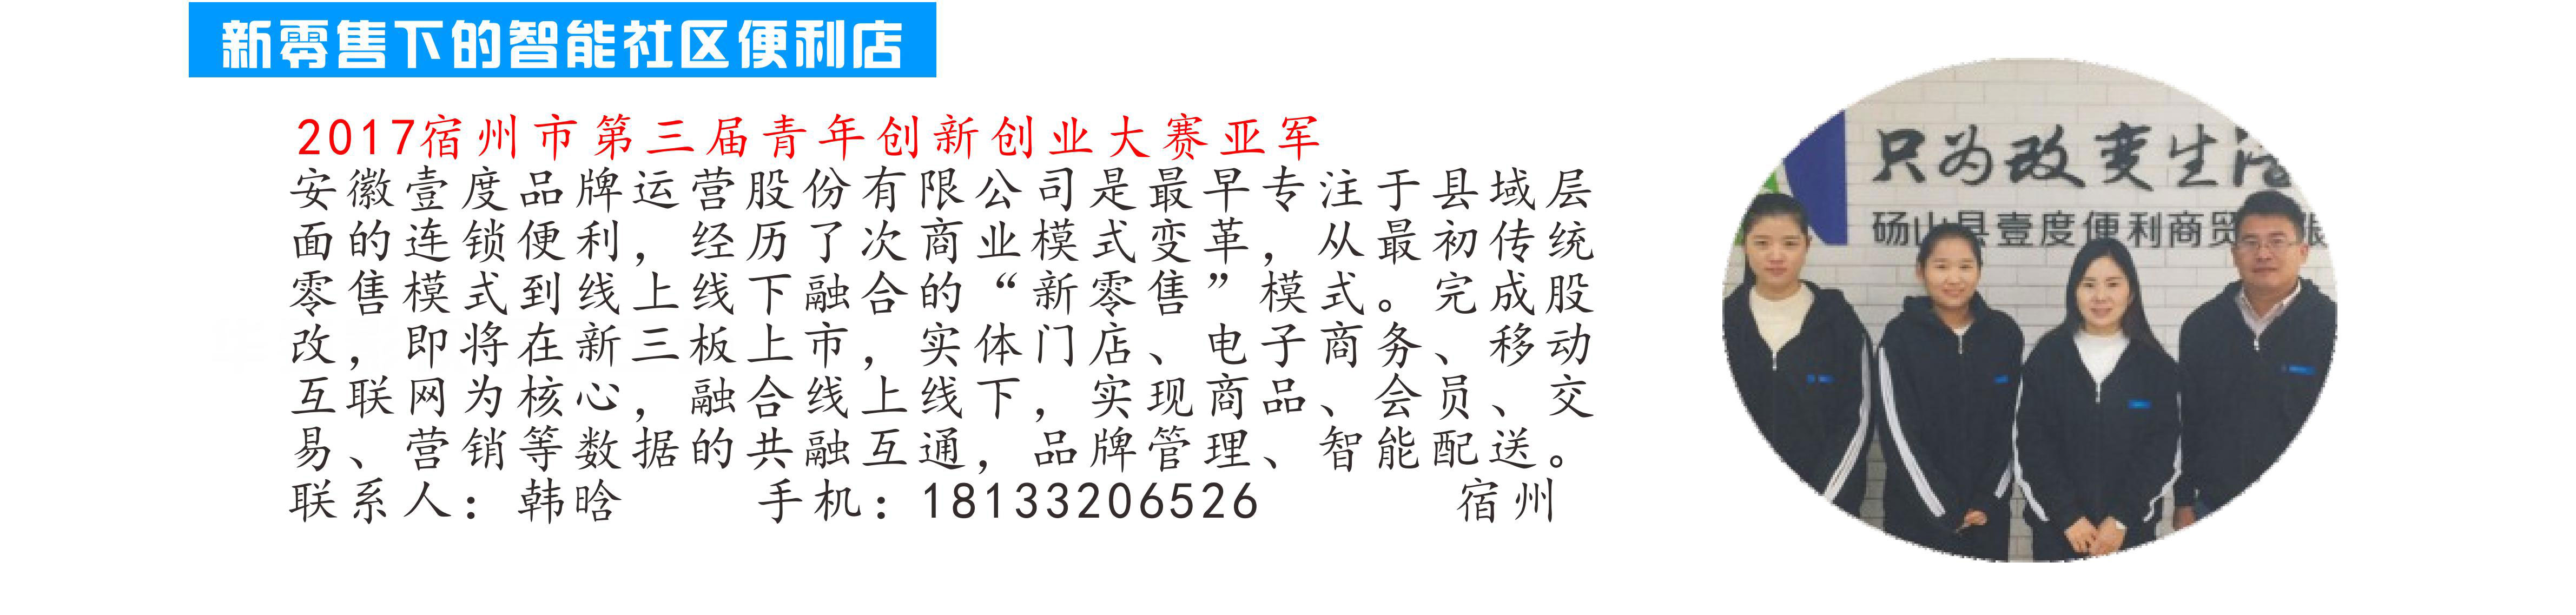 新零售下的智能社区便利店
2017宿州市第三届青年创新创业大赛亚军
安徽壹度品牌运营股份有限公司是最早专注于县域层
面的连锁便利，经历了次商业模式变革，从最初传统
零售模式到线上线下融合的“新零售”模式。完成股
改，即将在新三板上市，实体门店、电子商务、移动
互联网为核心，融合线上线下，实现商品、会员、交
易、营销等数据的共融互通，品牌管理、智能配送。
联系人：韩晗 手机：18133206526 宿州
只为改变生活
砀山县壹度便利商贸